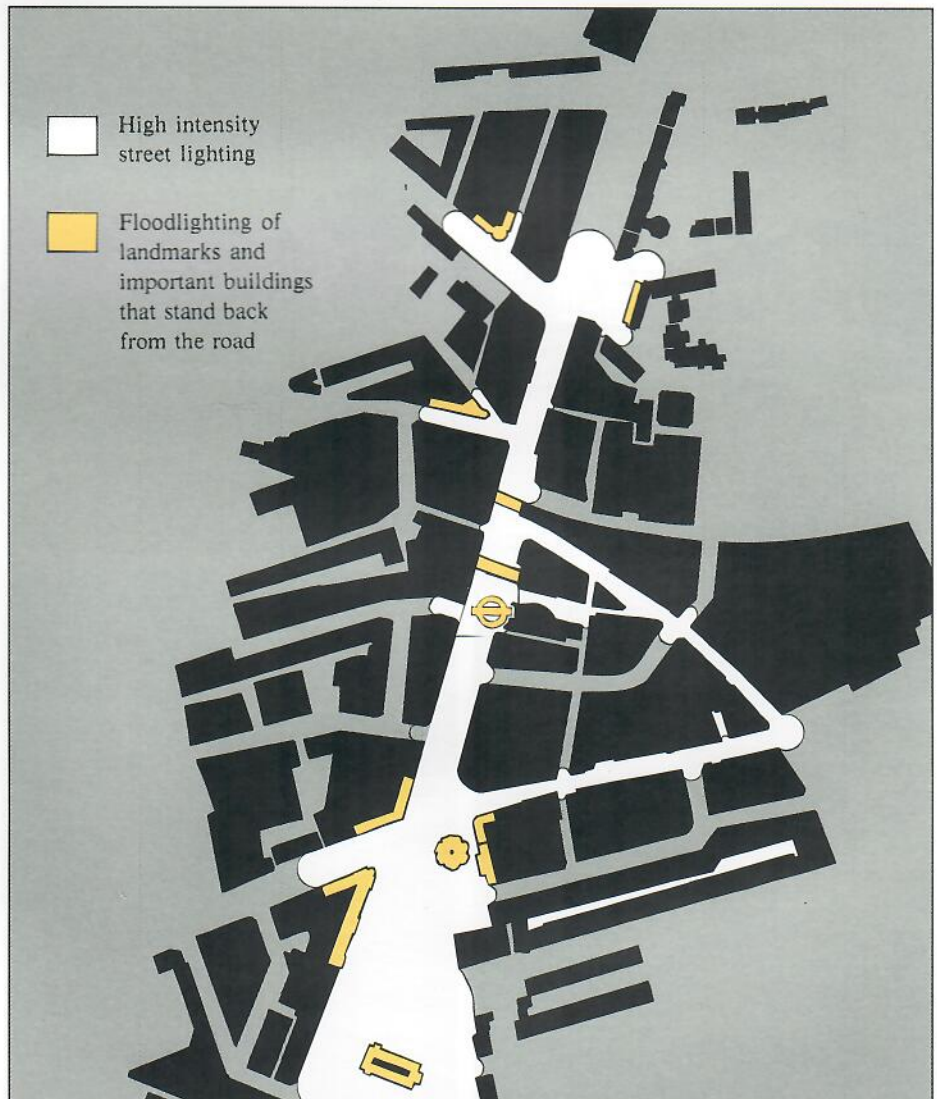 High intensity
street lighting
Floodlighting of
landmarks and
important buildings
that stand back
from the road